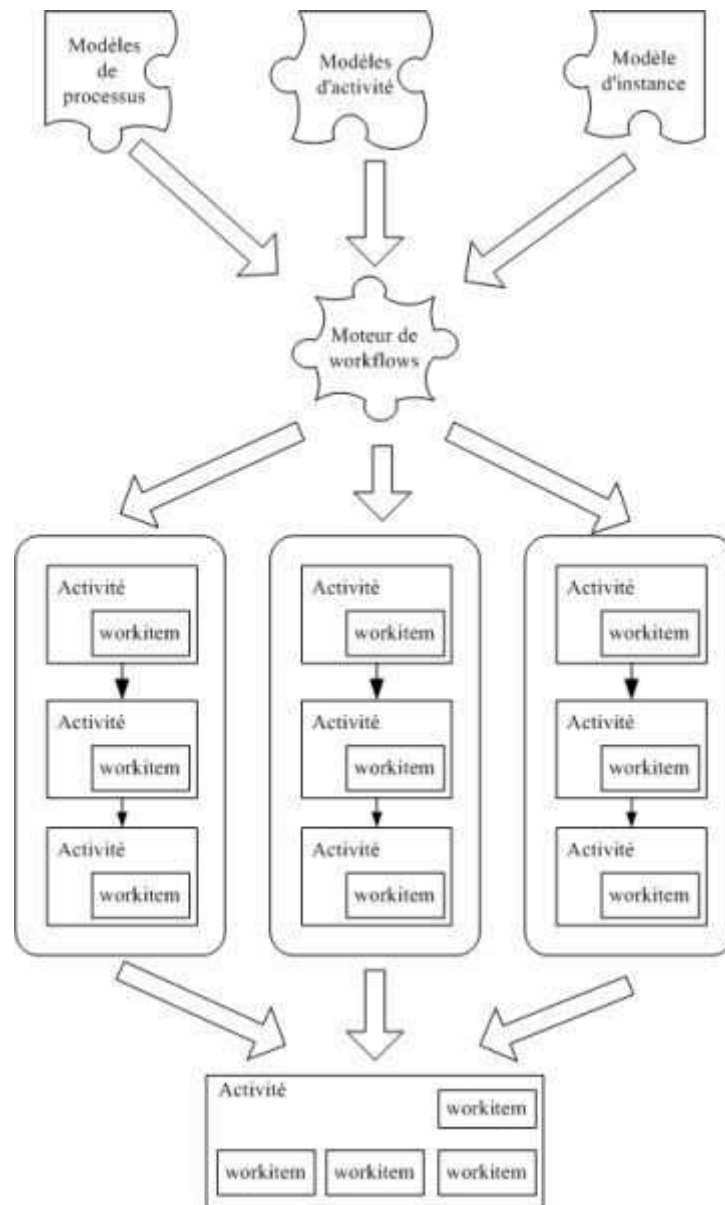 Modèles
de
processus
Modèles
d'activité
Modèle
d'instance
Moteur de
workflows
Activité
workitem
Activité
workitem
Activité
workitem
Activité
workitem
Activité
workitem
Activité
workitem
Activité
workitem
Activité
workitem
Activité
workitem
Activité
workitem
workitem
workitem
workitem